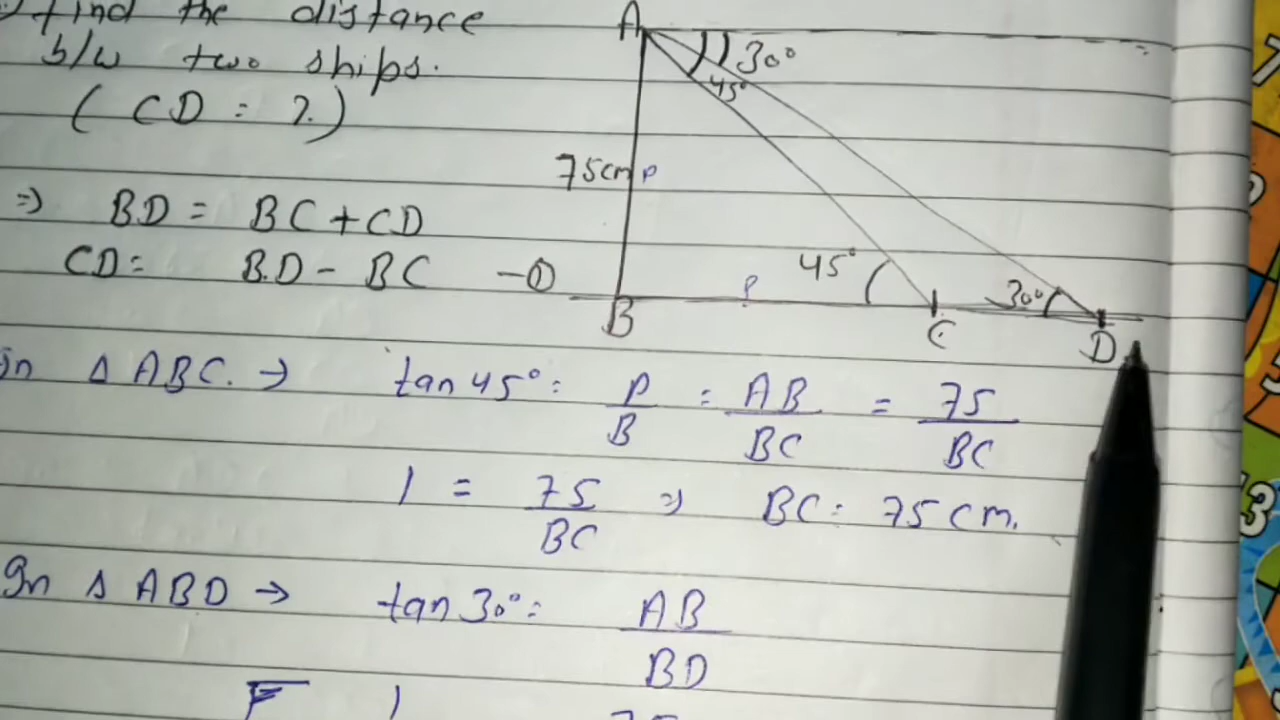 find the distance
b/w two ships.
( CD = ?. )
⇒ BD = BC + CD
CD = BD - BC - ①
A
30°
45°
75cm P
45°
30°
B
C
D
In Δ ABC. → tan 45° = P/B = AB/BC = 75/BC
1 = 75/BC ⇒ BC = 75 cm.
In Δ ABD → tan 30° = AB/BD
1
75